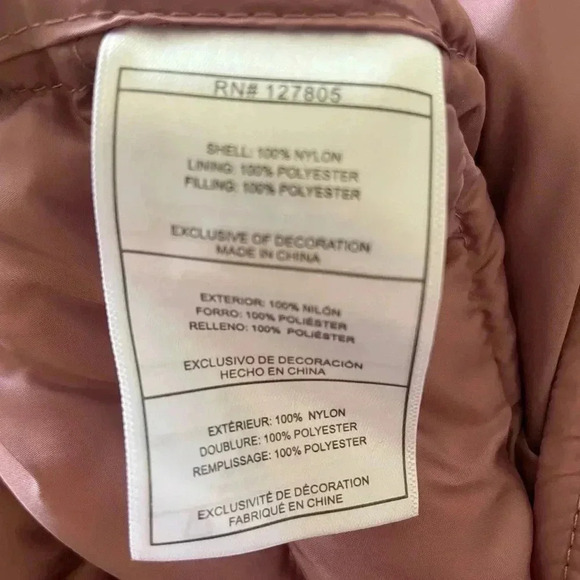 RN# 127805
SHELL: 100% NYLON
LINING: 100% POLYESTER
FILLING: 100% POLYESTER
EXCLUSIVE OF DECORATION
MADE IN CHINA
EXTERIOR: 100% NILÓN
FORRO: 100% POLIÉSTER
RELLENO: 100% POLIÉSTER
EXCLUSIVO DE DECORACIÓN
HECHO EN CHINA
EXTÉRIEUR: 100% NYLON
DOUBLURE: 100% POLYESTER
REMPLISSAGE: 100% POLYESTER
EXCLUSIVITÉ DE DÉCORATION
FABRIQUÉ EN CHINE